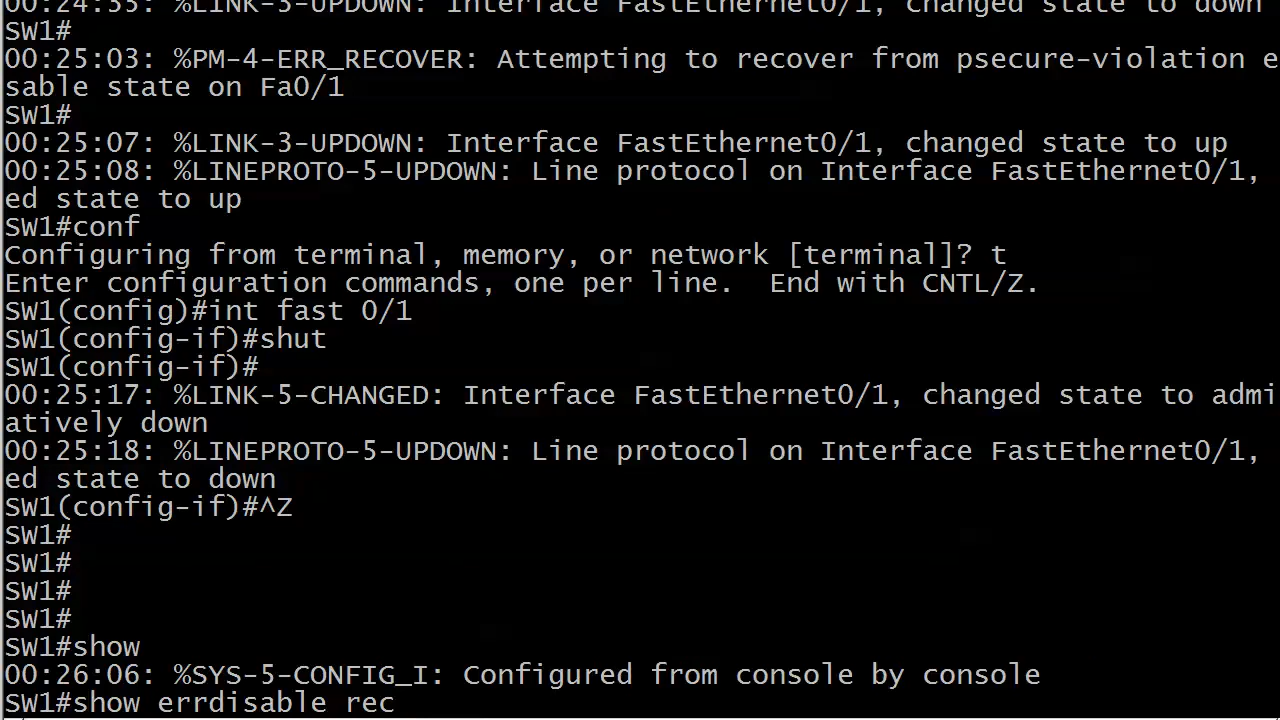 00:24:35: %LINK-3-UPDOWN: Interface FastEthernet0/1, changed state to down
SW1#
00:25:03: %PM-4-ERR_RECOVER: Attempting to recover from psecure-violation e
sable state on Fa0/1
SW1#
00:25:07: %LINK-3-UPDOWN: Interface FastEthernet0/1, changed state to up
00:25:08: %LINEPROTO-5-UPDOWN: Line protocol on Interface FastEthernet0/1,
ed state to up
SW1#conf
Configuring from terminal, memory, or network [terminal]? t
Enter configuration commands, one per line.  End with CNTL/Z.
SW1(config)#int fast 0/1
SW1(config-if)#shut
SW1(config-if)#
00:25:17: %LINK-5-CHANGED: Interface FastEthernet0/1, changed state to admi
atively down
00:25:18: %LINEPROTO-5-UPDOWN: Line protocol on Interface FastEthernet0/1,
ed state to down
SW1(config-if)#^Z
SW1#
SW1#
SW1#
SW1#
SW1#show
00:26:06: %SYS-5-CONFIG_I: Configured from console by console
SW1#show errdisable rec